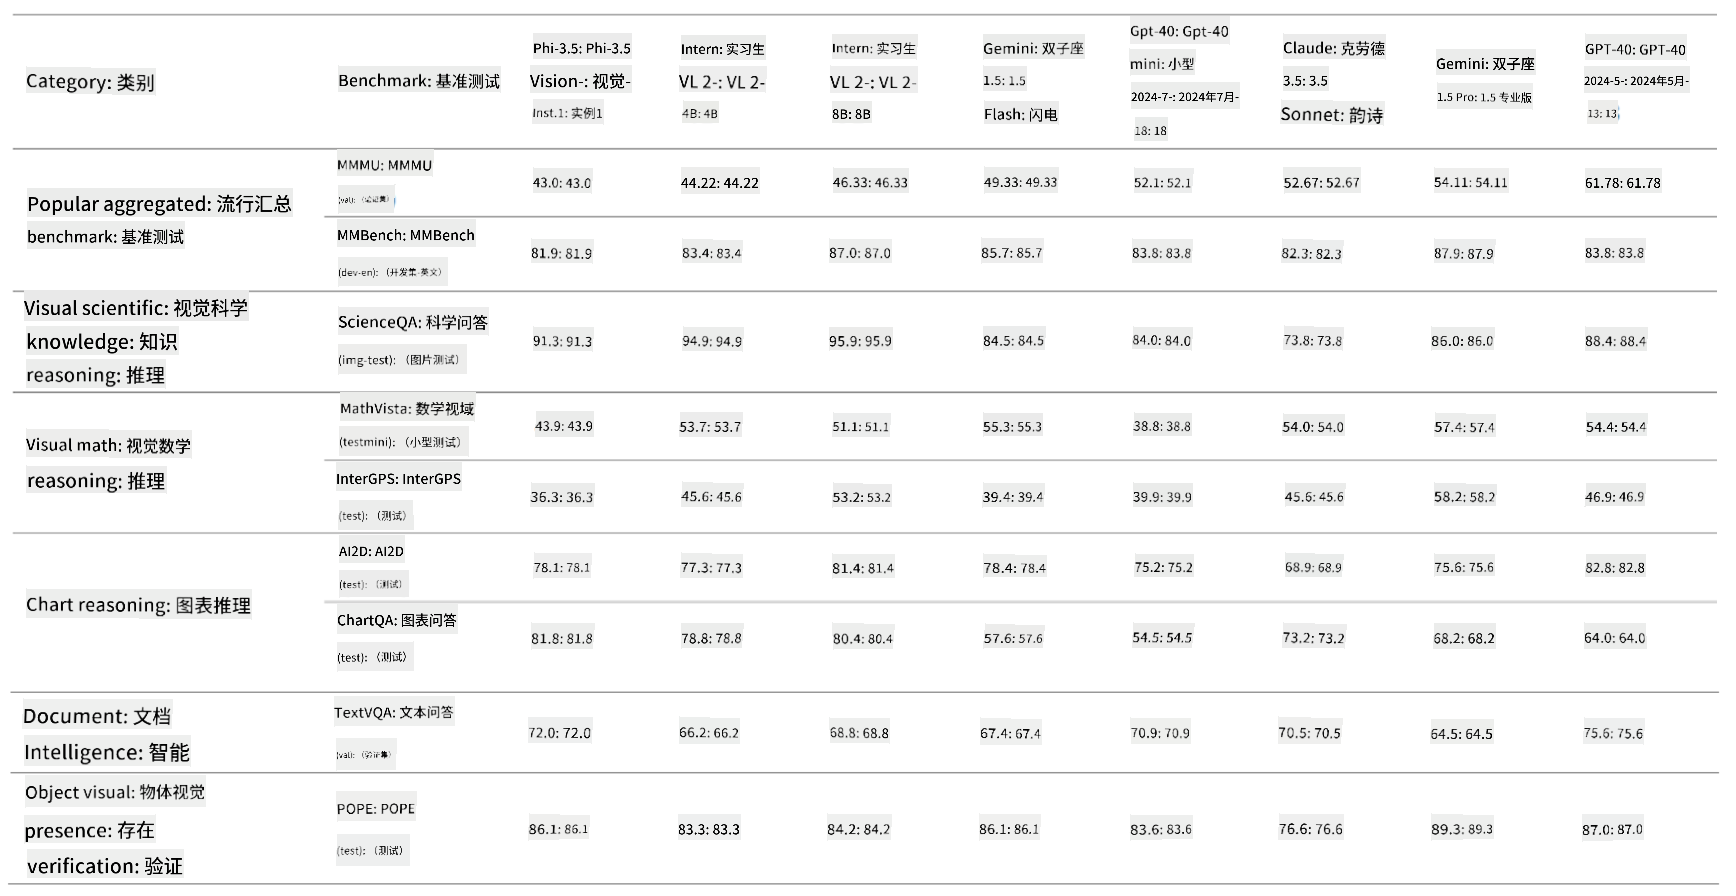 Category: 类别
Benchmark: 基准测试
Phi-3.5: Phi-3.5
Vision-: 视觉-
Inst.1: 实例1
Intern: 实习生
VL 2-: VL 2-
4B: 4B
Intern: 实习生
VL 2-: VL 2-
8B: 8B
Gemini: 双子座
1.5: 1.5
Flash: 闪电
Gpt-40: Gpt-40
mini: 小型
2024-7-: 2024年7月-
18: 18
Claude: 克劳德
3.5: 3.5
Sonnet: 韵诗
Gemini: 双子座
1.5 Pro: 1.5 专业版
GPT-40: GPT-40
2024-5-: 2024年5月-
13: 13
Popular aggregated: 流行汇总
benchmark: 基准测试
MMMU: MMMU
(val): （验证集）
43.0: 43.0
44.22: 44.22
46.33: 46.33
49.33: 49.33
52.1: 52.1
52.67: 52.67
54.11: 54.11
61.78: 61.78
MMBench: MMBench
(dev-en): （开发集-英文）
81.9: 81.9
83.4: 83.4
87.0: 87.0
85.7: 85.7
83.8: 83.8
82.3: 82.3
87.9: 87.9
83.8: 83.8
Visual scientific: 视觉科学
knowledge: 知识
reasoning: 推理
ScienceQA: 科学问答
(img-test): （图片测试）
91.3: 91.3
94.9: 94.9
95.9: 95.9
84.5: 84.5
84.0: 84.0
73.8: 73.8
86.0: 86.0
88.4: 88.4
Visual math: 视觉数学
reasoning: 推理
MathVista: 数学视域
(testmini): （小型测试）
43.9: 43.9
53.7: 53.7
51.1: 51.1
55.3: 55.3
38.8: 38.8
54.0: 54.0
57.4: 57.4
54.4: 54.4
InterGPS: InterGPS
(test): （测试）
36.3: 36.3
45.6: 45.6
53.2: 53.2
39.4: 39.4
39.9: 39.9
45.6: 45.6
58.2: 58.2
46.9: 46.9
Chart reasoning: 图表推理
AI2D: AI2D
(test): （测试）
78.1: 78.1
77.3: 77.3
81.4: 81.4
78.4: 78.4
75.2: 75.2
68.9: 68.9
75.6: 75.6
82.8: 82.8
ChartQA: 图表问答
(test): （测试）
81.8: 81.8
78.8: 78.8
80.4: 80.4
57.6: 57.6
54.5: 54.5
73.2: 73.2
68.2: 68.2
64.0: 64.0
Document: 文档
Intelligence: 智能
TextVQA: 文本问答
(val): （验证集）
72.0: 72.0
66.2: 66.2
68.8: 68.8
67.4: 67.4
70.9: 70.9
70.5: 70.5
64.5: 64.5
75.6: 75.6
Object visual: 物体视觉
presence: 存在
verification: 验证
POPE: POPE
(test): （测试）
86.1: 86.1
83.3: 83.3
84.2: 84.2
86.1: 86.1
83.6: 83.6
76.6: 76.6
89.3: 89.3
87.0: 87.0